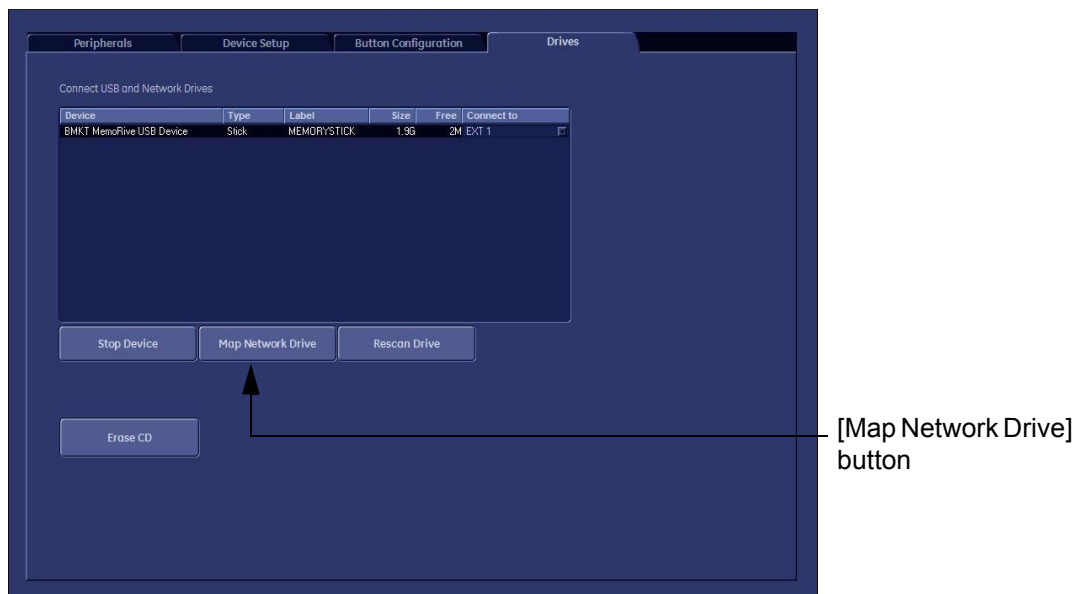 Peripherals Device Setup Button Configuration Drives
Connect USB and Network Drives
Device Type Label Size Free Connect to
BMKT MemoRive USB Device Stick MEMORYSTICK 1.9G 2M EXT 1
Stop Device Map Network Drive Rescan Drive
Erase CD
[Map Network Drive]
button